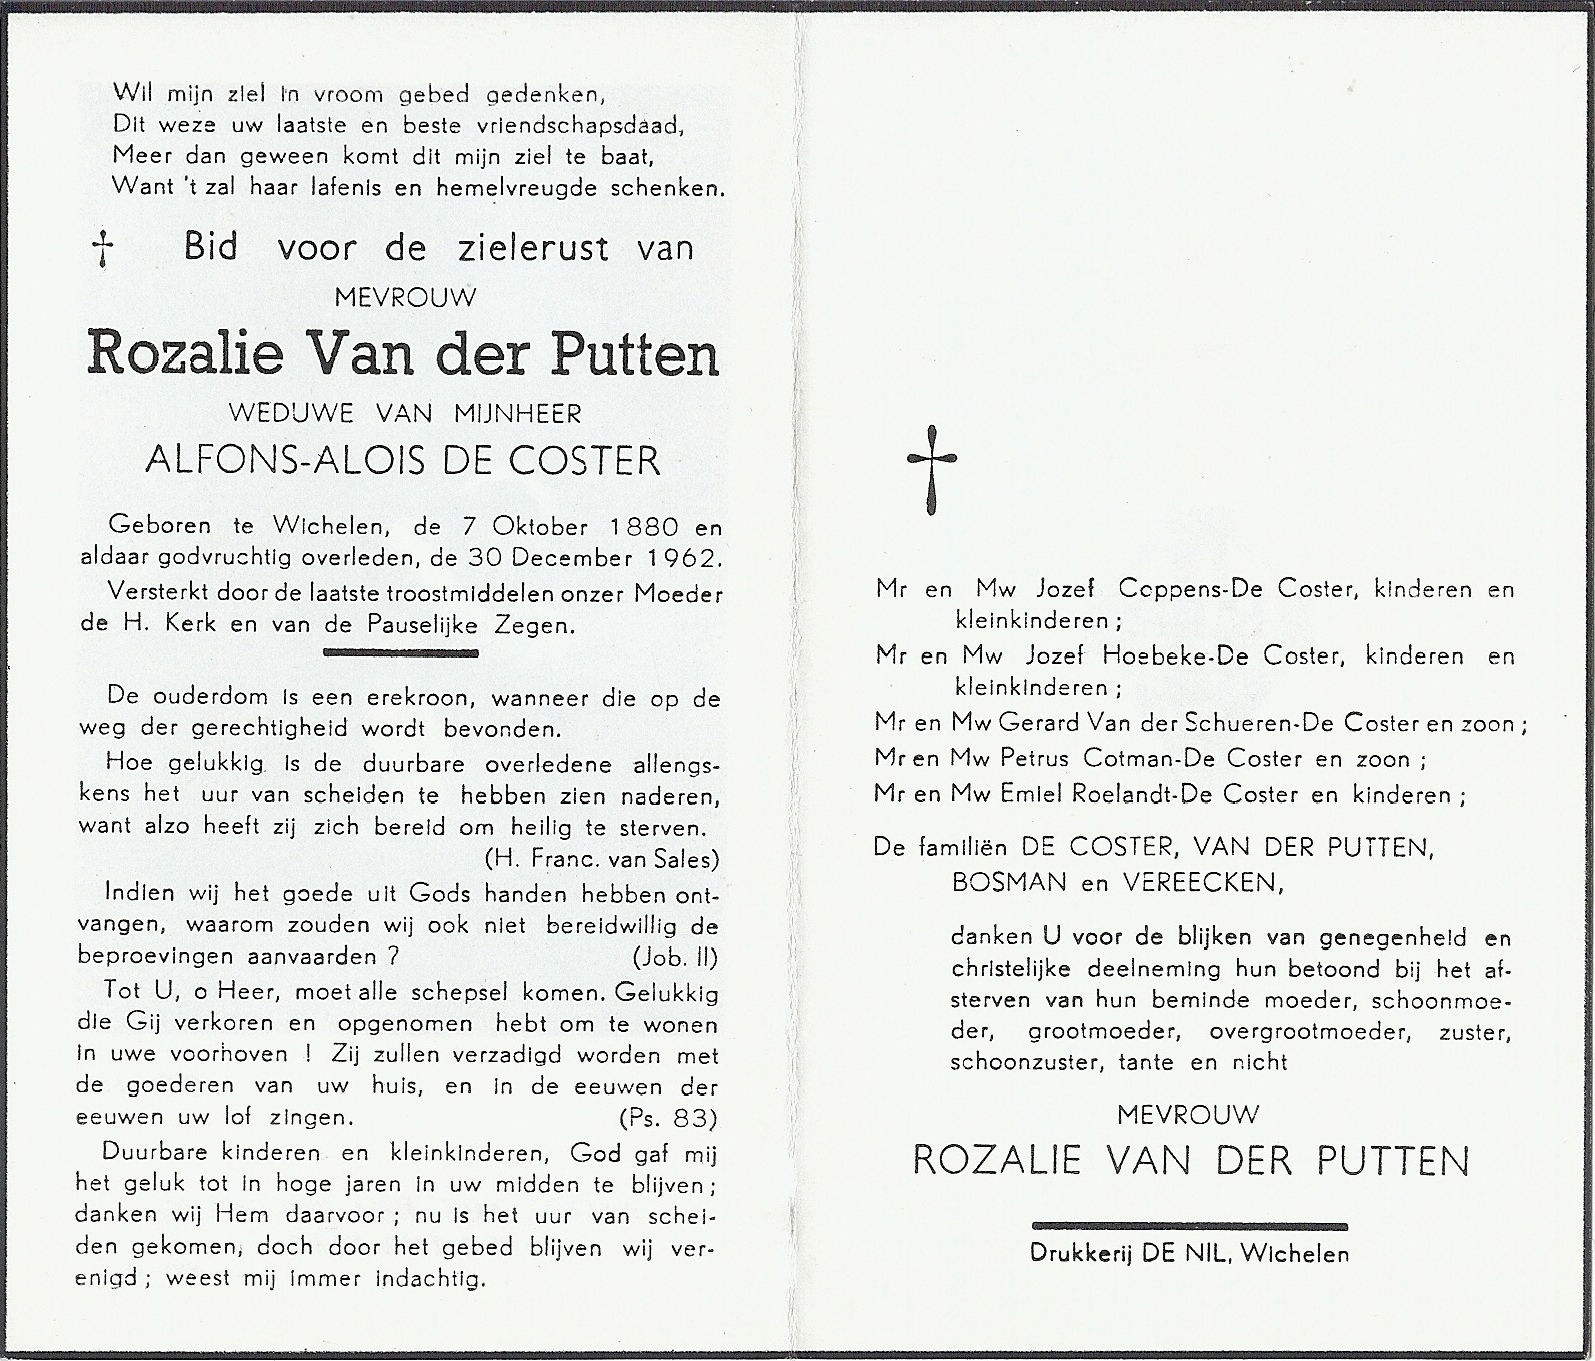 Wil mijn ziel in vroom gebed gedenken,
Dit weze uw laatste en beste vriendschapsdaad,
Meer dan geween komt dit mijn ziel te baat,
Want 't zal haar lafenis en hemelvreugde schenken.
† Bid voor de zielerust van
MEVROUW
Rozalie Van der Putten
WEDUWE VAN MIJNHEER
ALFONS-ALOIS DE COSTER
Geboren te Wichelen, de 7 Oktober 1880 en
aldaar godvruchtig overleden, de 30 December 1962.
Versterkt door de laatste troostmiddelen onzer Moeder
de H. Kerk en van de Pauselijke Zegen.
De ouderdom is een erekroon, wanneer die op de
weg der gerechtigheid wordt bevonden.
Hoe gelukkig is de duurbare overledene allengs-
kens het uur van scheiden te hebben zien naderen,
want alzo heeft zij zich bereid om heilig te sterven.
(H. Franc. van Sales)
Indien wij het goede uit Gods handen hebben ont-
vangen, waarom zouden wij ook niet bereidwillig de
beproevingen aanvaarden ? (Job. II)
Tot U, o Heer, moet alle schepsel komen. Gelukkig
die Gij verkoren en opgenomen hebt om te wonen
in uwe voorhoven ! Zij zullen verzadigd worden met
de goederen van uw huis, en in de eeuwen der
eeuwen uw lof zingen. (Ps. 83)
Duurbare kinderen en kleinkinderen, God gaf mij
het geluk tot in hoge jaren in uw midden te blijven ;
danken wij Hem daarvoor ; nu is het uur van schei-
den gekomen, doch door het gebed blijven wij ver-
enigd ; weest mij immer indachtig.
Mr en Mw Jozef Coppens-De Coster, kinderen en
kleinkinderen ;
Mr en Mw Jozef Hoebeke-De Coster, kinderen en
kleinkinderen ;
Mr en Mw Gerard Van der Schueren-De Coster en zoon ;
Mr en Mw Petrus Cotman-De Coster en zoon ;
Mr en Mw Emiel Roelandt-De Coster en kinderen ;
De familiën DE COSTER, VAN DER PUTTEN,
BOSMAN en VEREECKEN,
danken U voor de blijken van genegenheid en
christelijke deelneming hun betoond bij het af-
sterven van hun beminde moeder, schoonmoe-
der, grootmoeder, overgrootmoeder, zuster,
schoonzuster, tante en nicht
MEVROUW
ROZALIE VAN DER PUTTEN
Drukkerij DE NIL, Wichelen